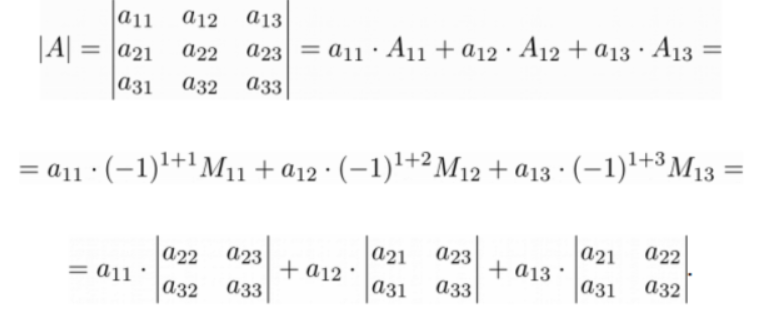 |A| = \begin{vmatrix} a_{11} & a_{12} & a_{13} \\ a_{21} & a_{22} & a_{23} \\ a_{31} & a_{32} & a_{33} \end{vmatrix} = a_{11} \cdot A_{11} + a_{12} \cdot A_{12} + a_{13} \cdot A_{13} =
= a_{11} \cdot (-1)^{1+1} M_{11} + a_{12} \cdot (-1)^{1+2} M_{12} + a_{13} \cdot (-1)^{1+3} M_{13} =
= a_{11} \cdot \begin{vmatrix} a_{22} & a_{23} \\ a_{32} & a_{33} \end{vmatrix} + a_{12} \cdot \begin{vmatrix} a_{21} & a_{23} \\ a_{31} & a_{33} \end{vmatrix} + a_{13} \cdot \begin{vmatrix} a_{21} & a_{22} \\ a_{31} & a_{32} \end{vmatrix}.